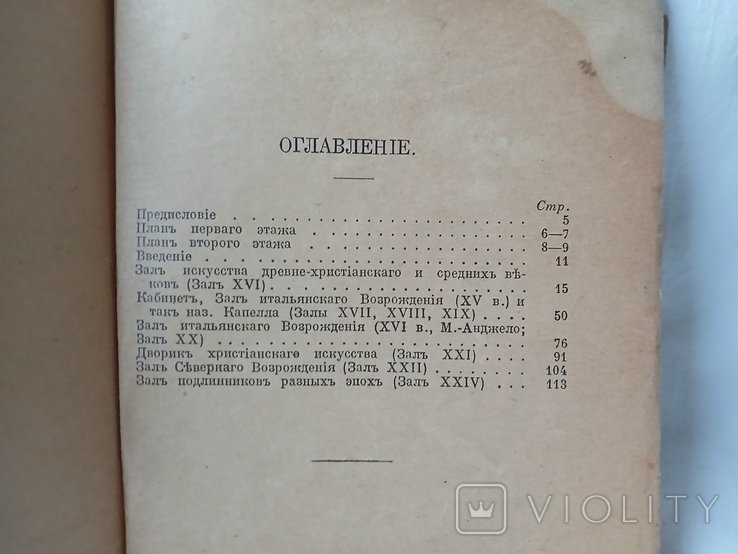 ОГЛАВЛЕНІЕ.
Стр.
Предисловіе . . . . . . . . . . . . . . . . . . . . . 5
Планъ перваго этажа . . . . . . . . . . . . . . . 6—7
Планъ второго этажа . . . . . . . . . . . . . . . 8—9
Введеніе . . . . . . . . . . . . . . . . . . . . . . . 11
Залъ искусства древне-христіанскаго и среднихъ вѣ-
ковъ (Залъ XVI) . . . . . . . . . . . . . . . . . 15
Кабинетъ, Залъ итальянскаго Возрожденія (XV в.) и
такъ наз. Капелла (Залы XVII, XVIII, XIX) . . . 50
Залъ итальянскаго Возрожденія (XVI в., М.-Анджело;
Залъ XX) . . . . . . . . . . . . . . . . . . . . . 76
Дворикъ христіанскаго искусства (Залъ XXI) . . . . 91
Залъ Сѣвернаго Возрожденія (Залъ XXII) . . . . . . 104
Залъ подлинниковъ разныхъ эпохъ (Залъ XXIV) . . . 113
VIOLITY